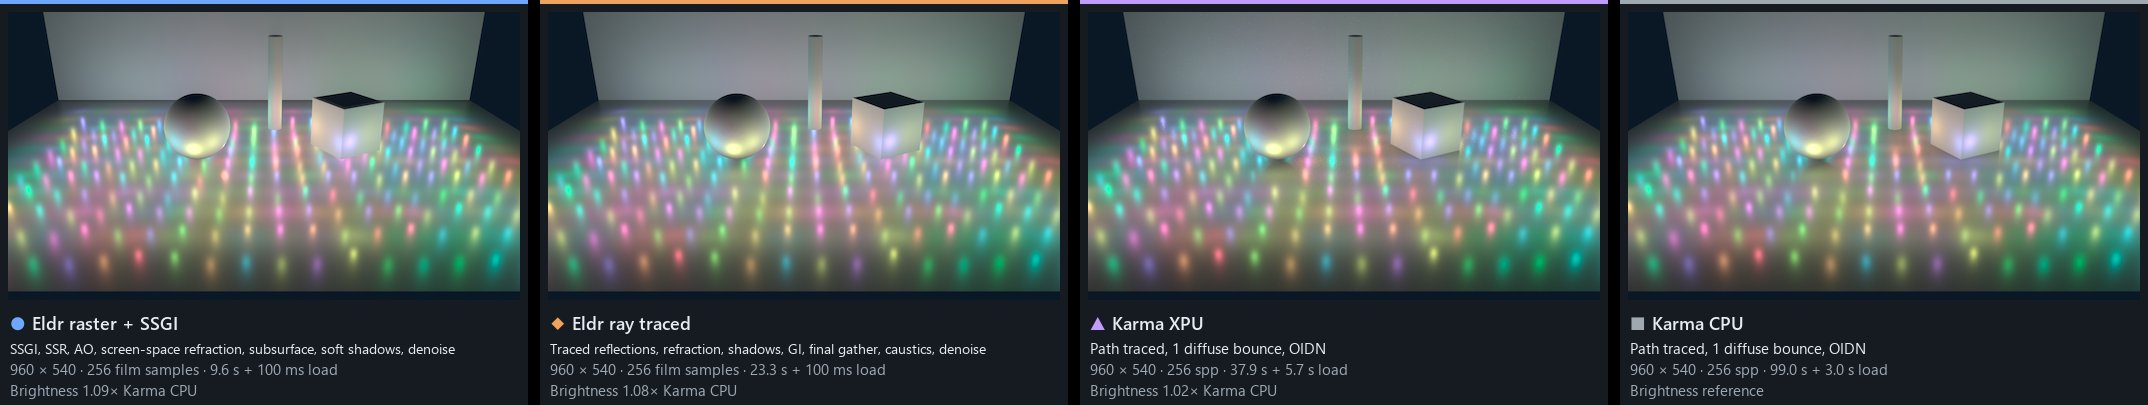 Eldr raster + SSGI
SSGI, SSR, AO, screen-space refraction, subsurface, soft shadows, denoise
960 × 540 · 256 film samples · 9.6 s + 100 ms load
Brightness 1.09× Karma CPU
Eldr ray traced
Traced reflections, refraction, shadows, GI, final gather, caustics, denoise
960 × 540 · 256 film samples · 23.3 s + 100 ms load
Brightness 1.08× Karma CPU
Karma XPU
Path traced, 1 diffuse bounce, OIDN
960 × 540 · 256 spp · 37.9 s + 5.7 s load
Brightness 1.02× Karma CPU
Karma CPU
Path traced, 1 diffuse bounce, OIDN
960 × 540 · 256 spp · 99.0 s + 3.0 s load
Brightness reference